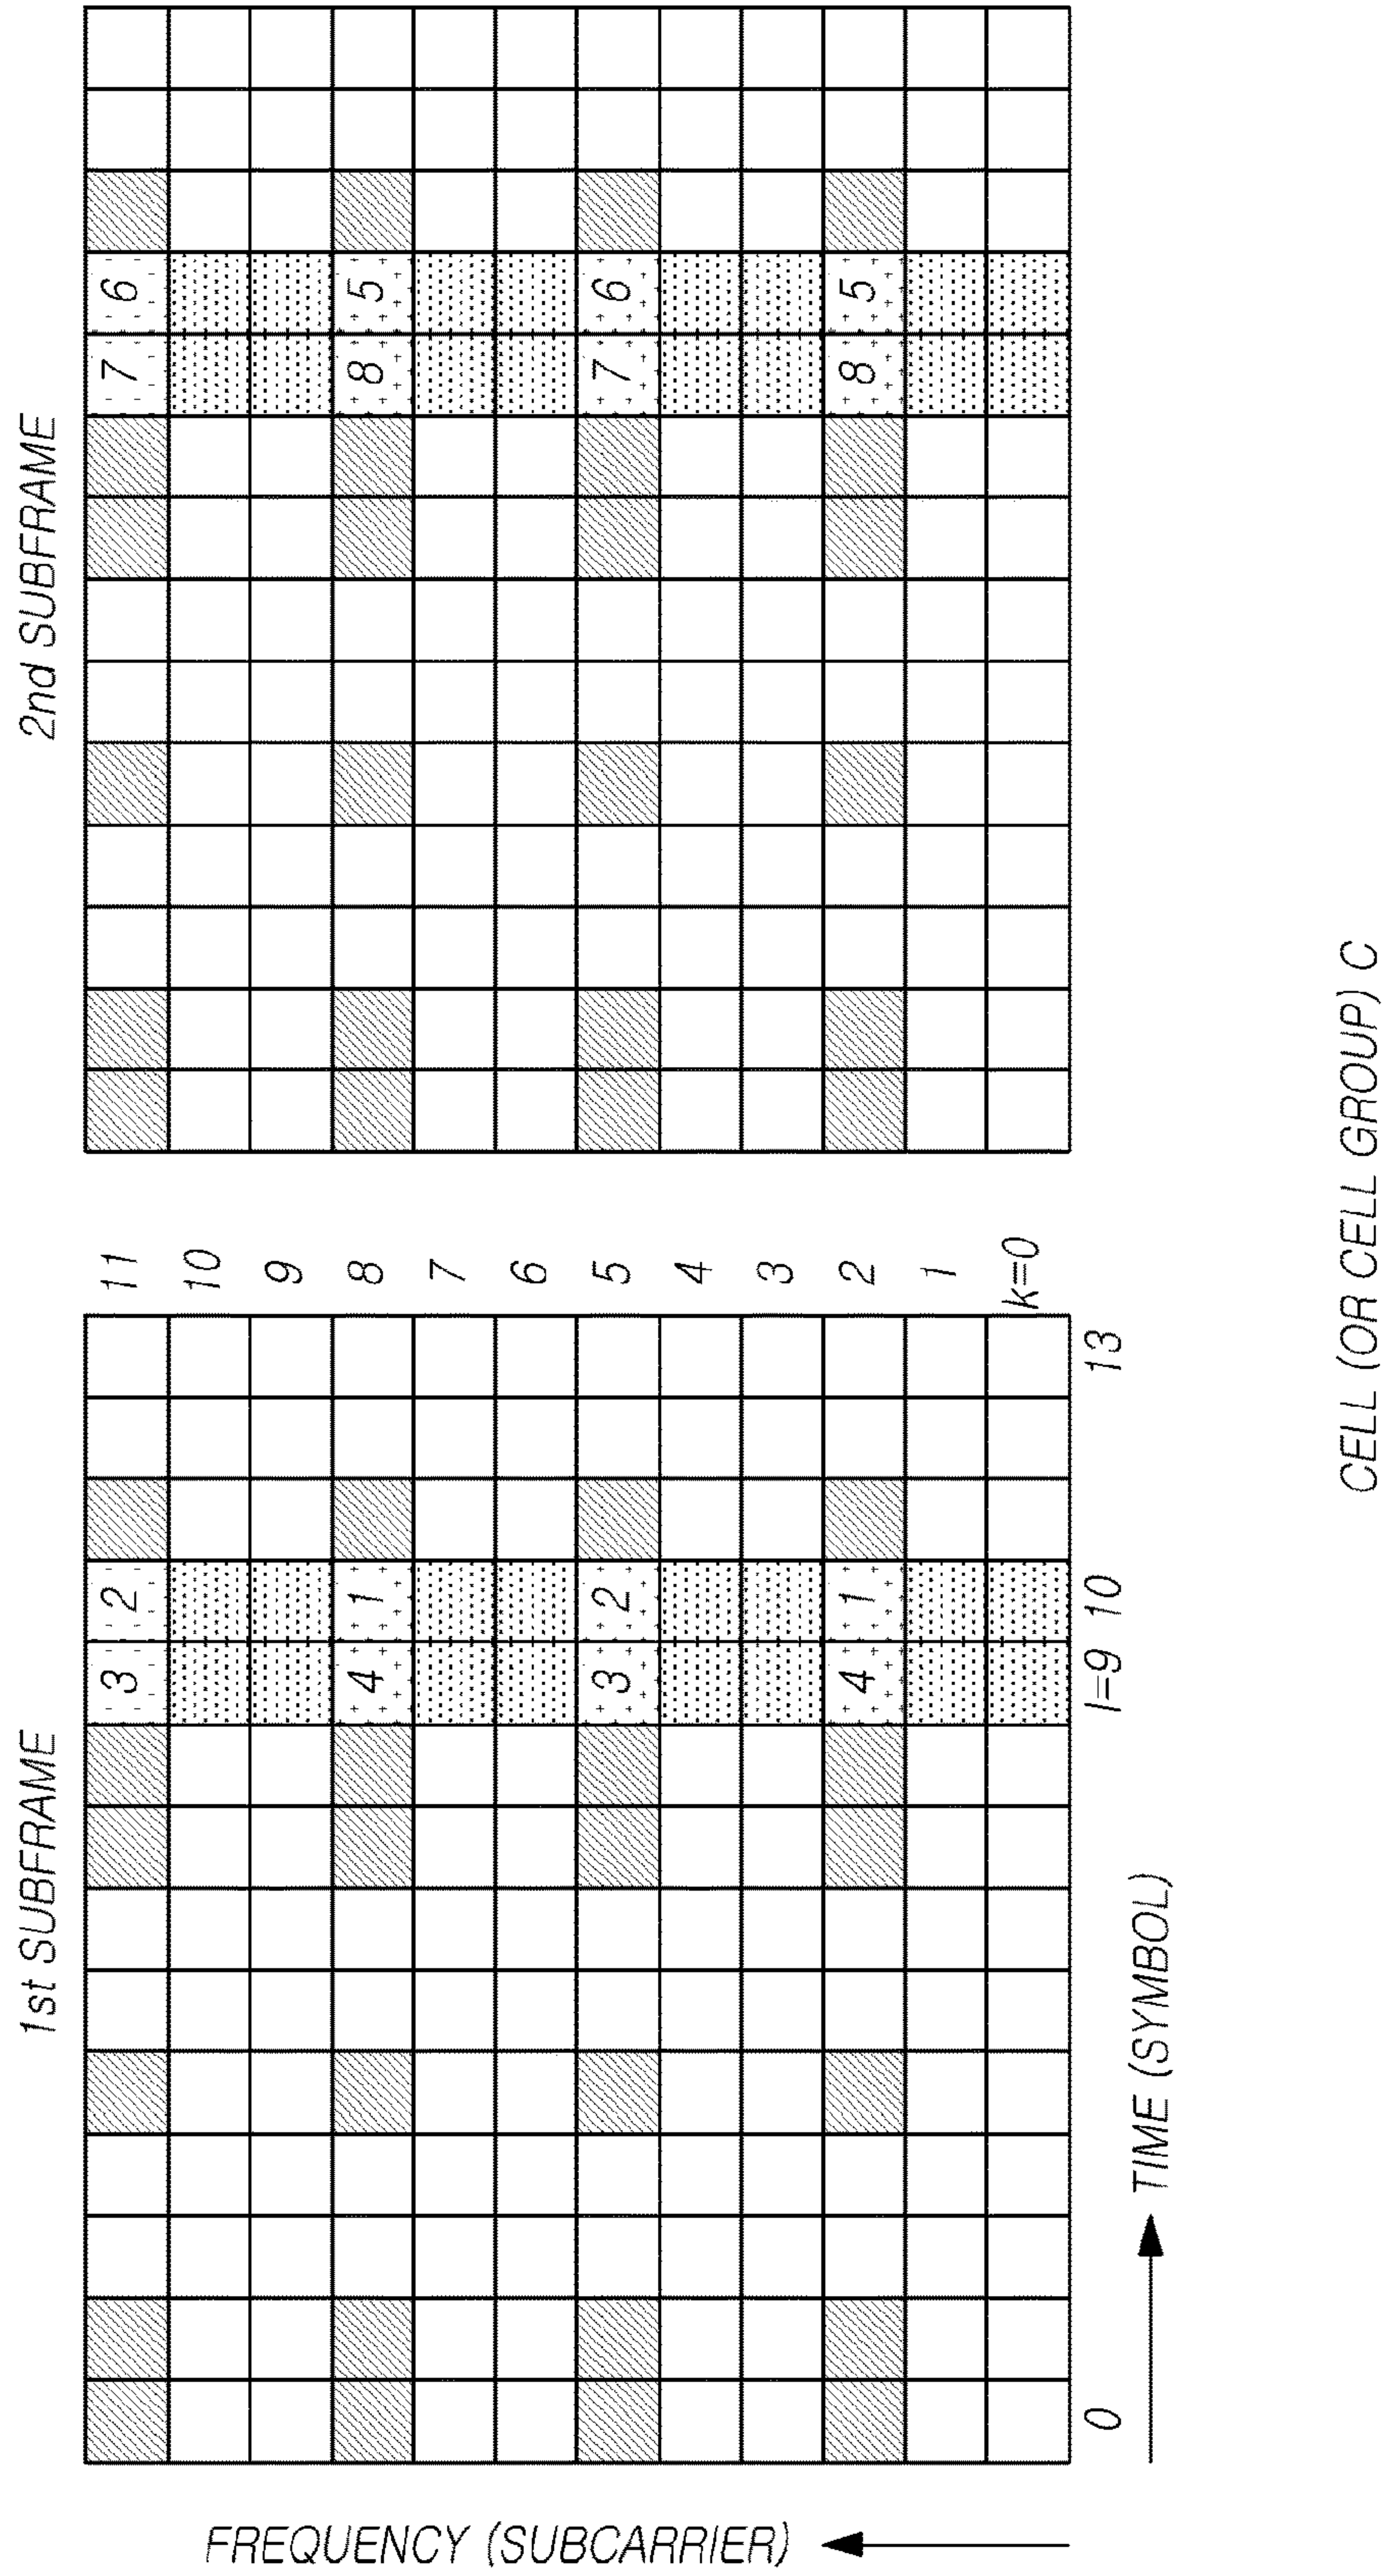 1st SUBFRAME 2nd SUBFRAME
3 2 11 7 6
10
9
4 1 8 8 5
7
6
3 2 5 7 6
4
3
4 1 2 8 5
1
k=0
0 l=9 10 13
FREQUENCY (SUBCARRIER)
TIME (SYMBOL)
CELL (OR CELL GROUP) C